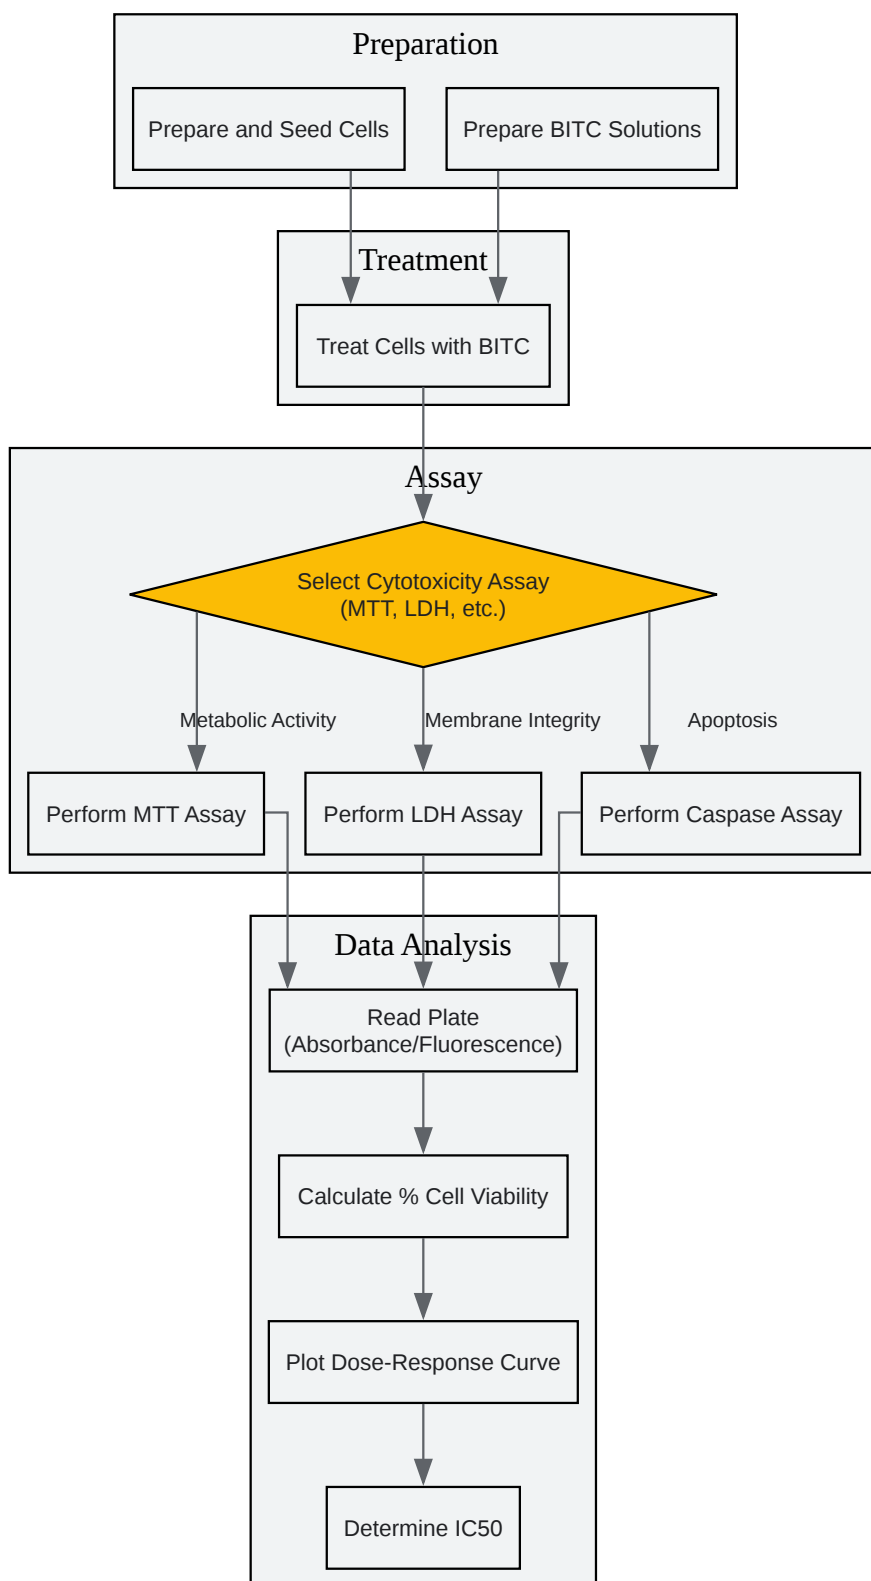 Preparation
Prepare and Seed Cells
Prepare BITC Solutions
Treatment
Treat Cells with BITC
Assay
Select Cytotoxicity Assay
(MTT, LDH, etc.)
Metabolic Activity
Membrane Integrity
Apoptosis
Perform MTT Assay
Perform LDH Assay
Perform Caspase Assay
Data Analysis
Read Plate
(Absorbance/Fluorescence)
Calculate % Cell Viability
Plot Dose-Response Curve
Determine IC50